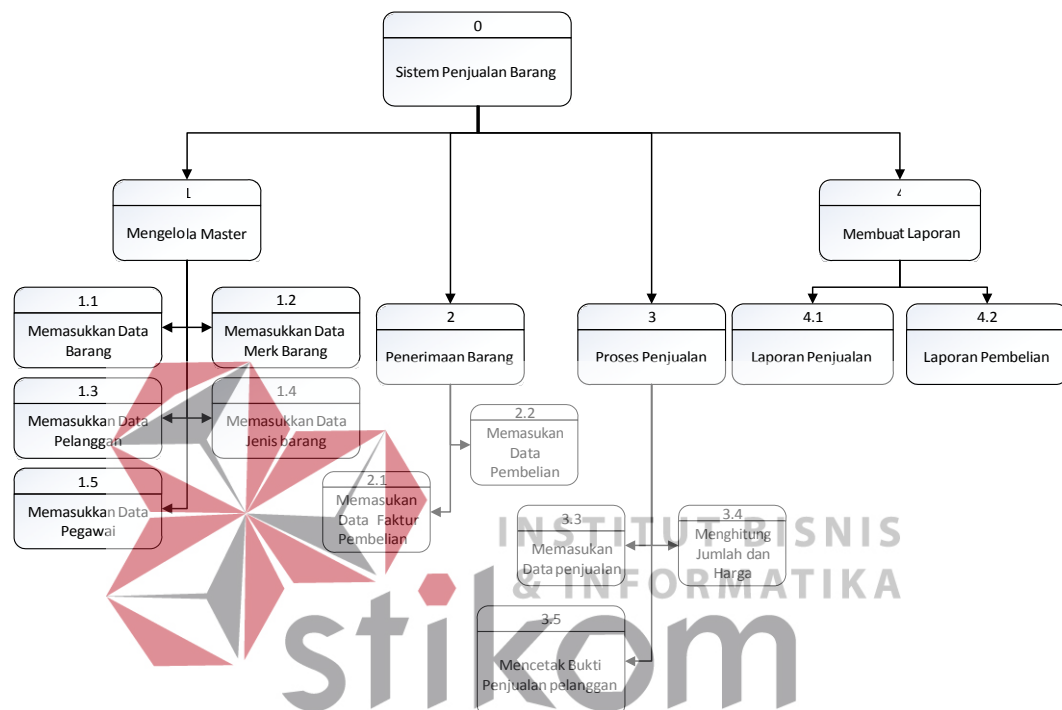 0
Sistem Penjualan Barang
1
Mengelola Master
4
Membuat Laporan
1.1
Memasukkan Data
Barang
1.2
Memasukkan Data
Merk Barang
1.3
Memasukkan Data
Pelanggan
1.4
Memasukkan Data
Jenis barang
1.5
Memasukkan Data
Pegawai
2
Penerimaan Barang
2.1
Memasukan
Data Faktur
Pembelian
2.2
Memasukan
Data
Pembelian
3
Proses Penjualan
3.3
Memasukan
Data penjualan
3.4
Menghitung
Jumlah dan
Harga
3.5
Mencetak Bukti
Penjualan pelanggan
4.1
Laporan Penjualan
4.2
Laporan Pembelian
INSTITUT BISNIS
& INFORMATIKA
stikom